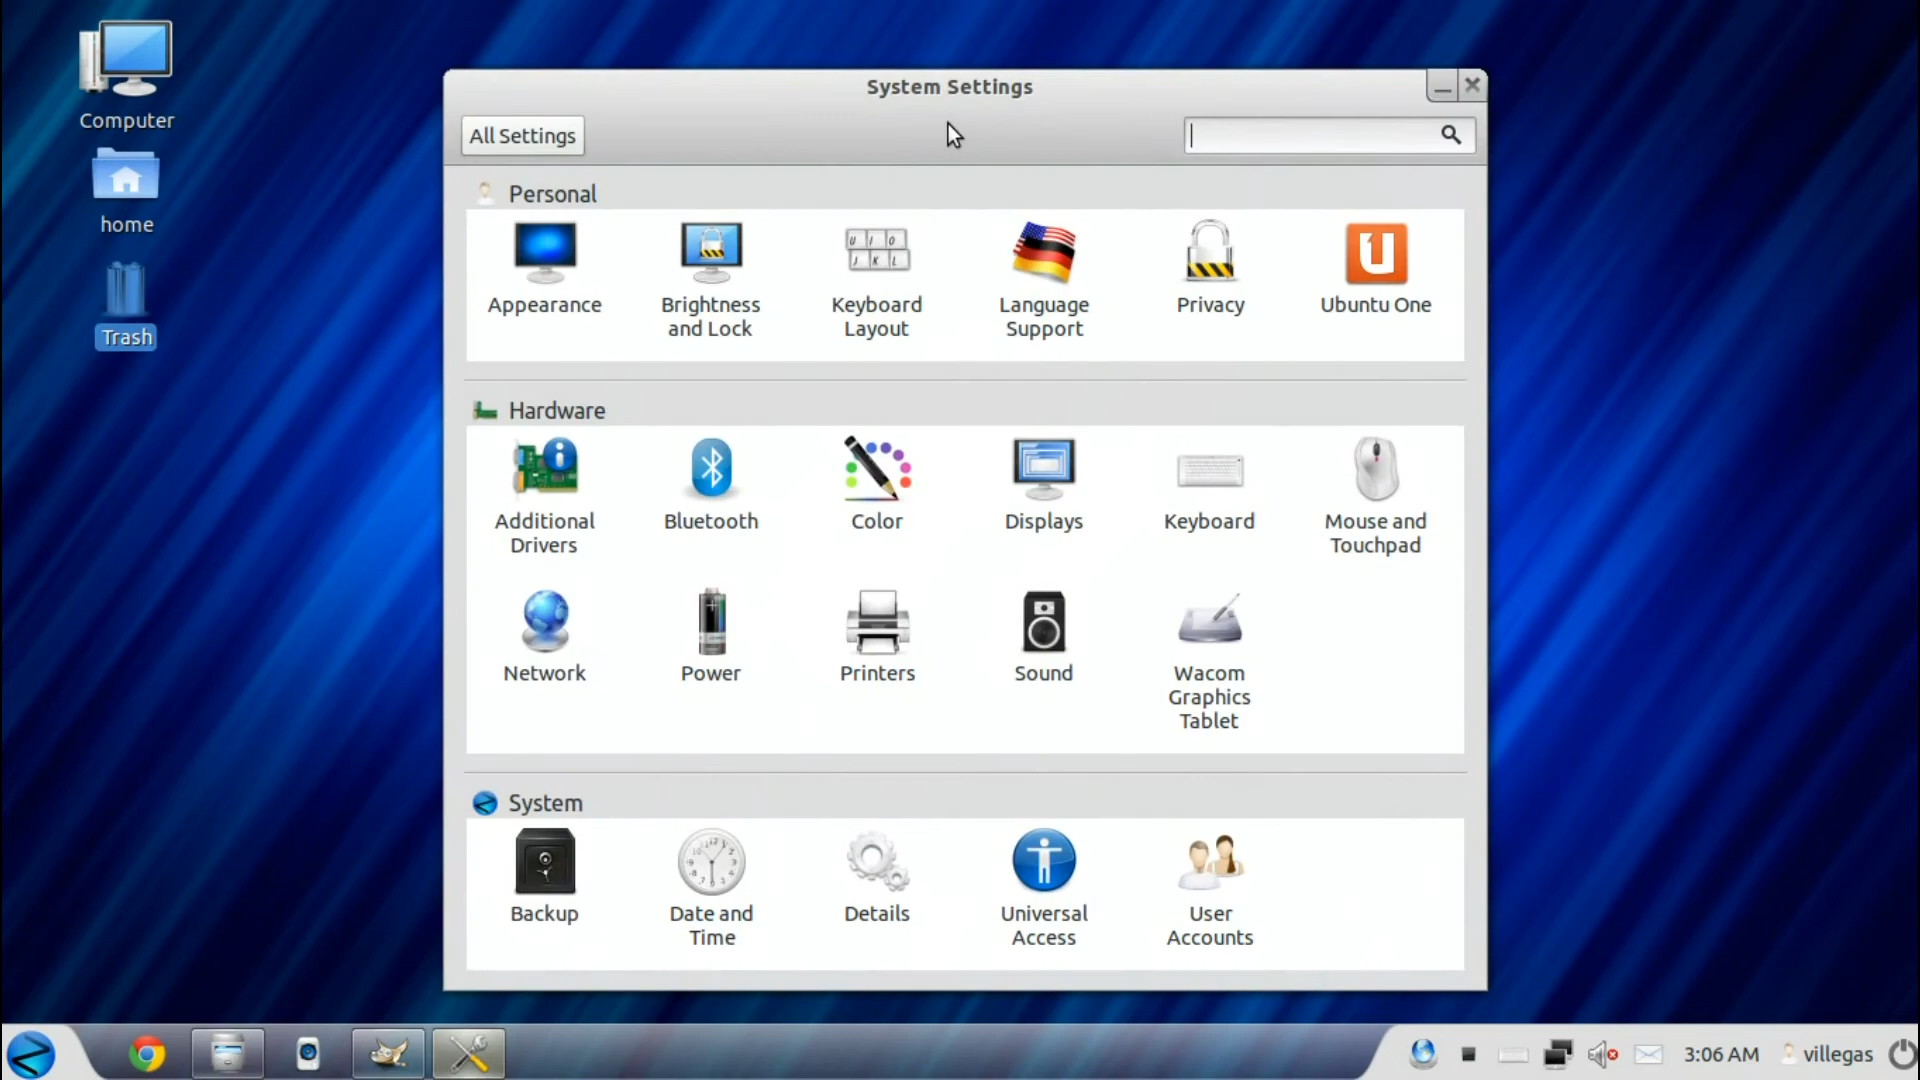 System Settings
All Settings
Computer
home
Trash
Personal
Appearance
Brightness
and Lock
Keyboard
Layout
Language
Support
Privacy
Ubuntu One
Hardware
Additional
Drivers
Bluetooth
Color
Displays
Keyboard
Mouse and
Touchpad
Network
Power
Printers
Sound
Wacom
Graphics
Tablet
System
Backup
Date and
Time
Details
Universal
Access
User
Accounts
3:06 AM
villegas